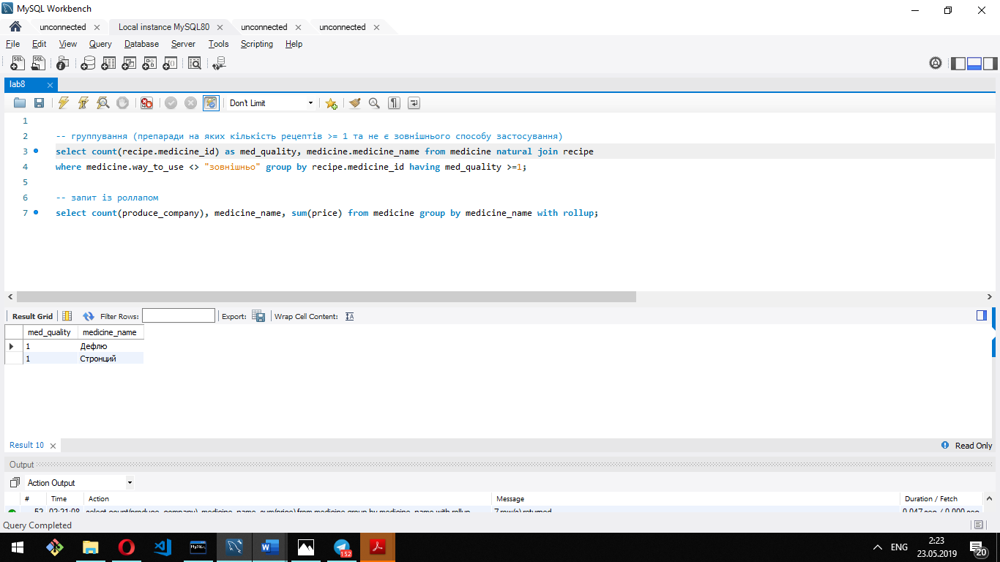 MySQL Workbench
unconnected
Local instance MySQL80
unconnected
unconnected
File Edit View Query Database Server Tools Scripting Help
lab8
Don't Limit
1
2 -- группування (препаради на яких кількість рецептів >= 1 та не є зовнішнього способу застосування)
3 select count(recipe.medicine_id) as med_quality, medicine.medicine_name from medicine natural join recipe
4 where medicine.way_to_use <> "зовнішньо" group by recipe.medicine_id having med_quality >=1;
5
6 -- запит із роллапом
7 select count(produce_company), medicine_name, sum(price) from medicine group by medicine_name with rollup;
Result Grid Filter Rows: Export: Wrap Cell Content:
med_quality medicine_name
1 Дефлю
1 Стронций
Result 10 Read Only
Output
Action Output
# Time Action Message Duration / Fetch
52 02:21:08 select count(produce_company), medicine_name, sum(price) from medicine group by medicine_name with rollup 7 row(s) returned 0.047 sec / 0.000 sec
Query Completed
MySQL
152
ENG
2:23
23.05.2019
20